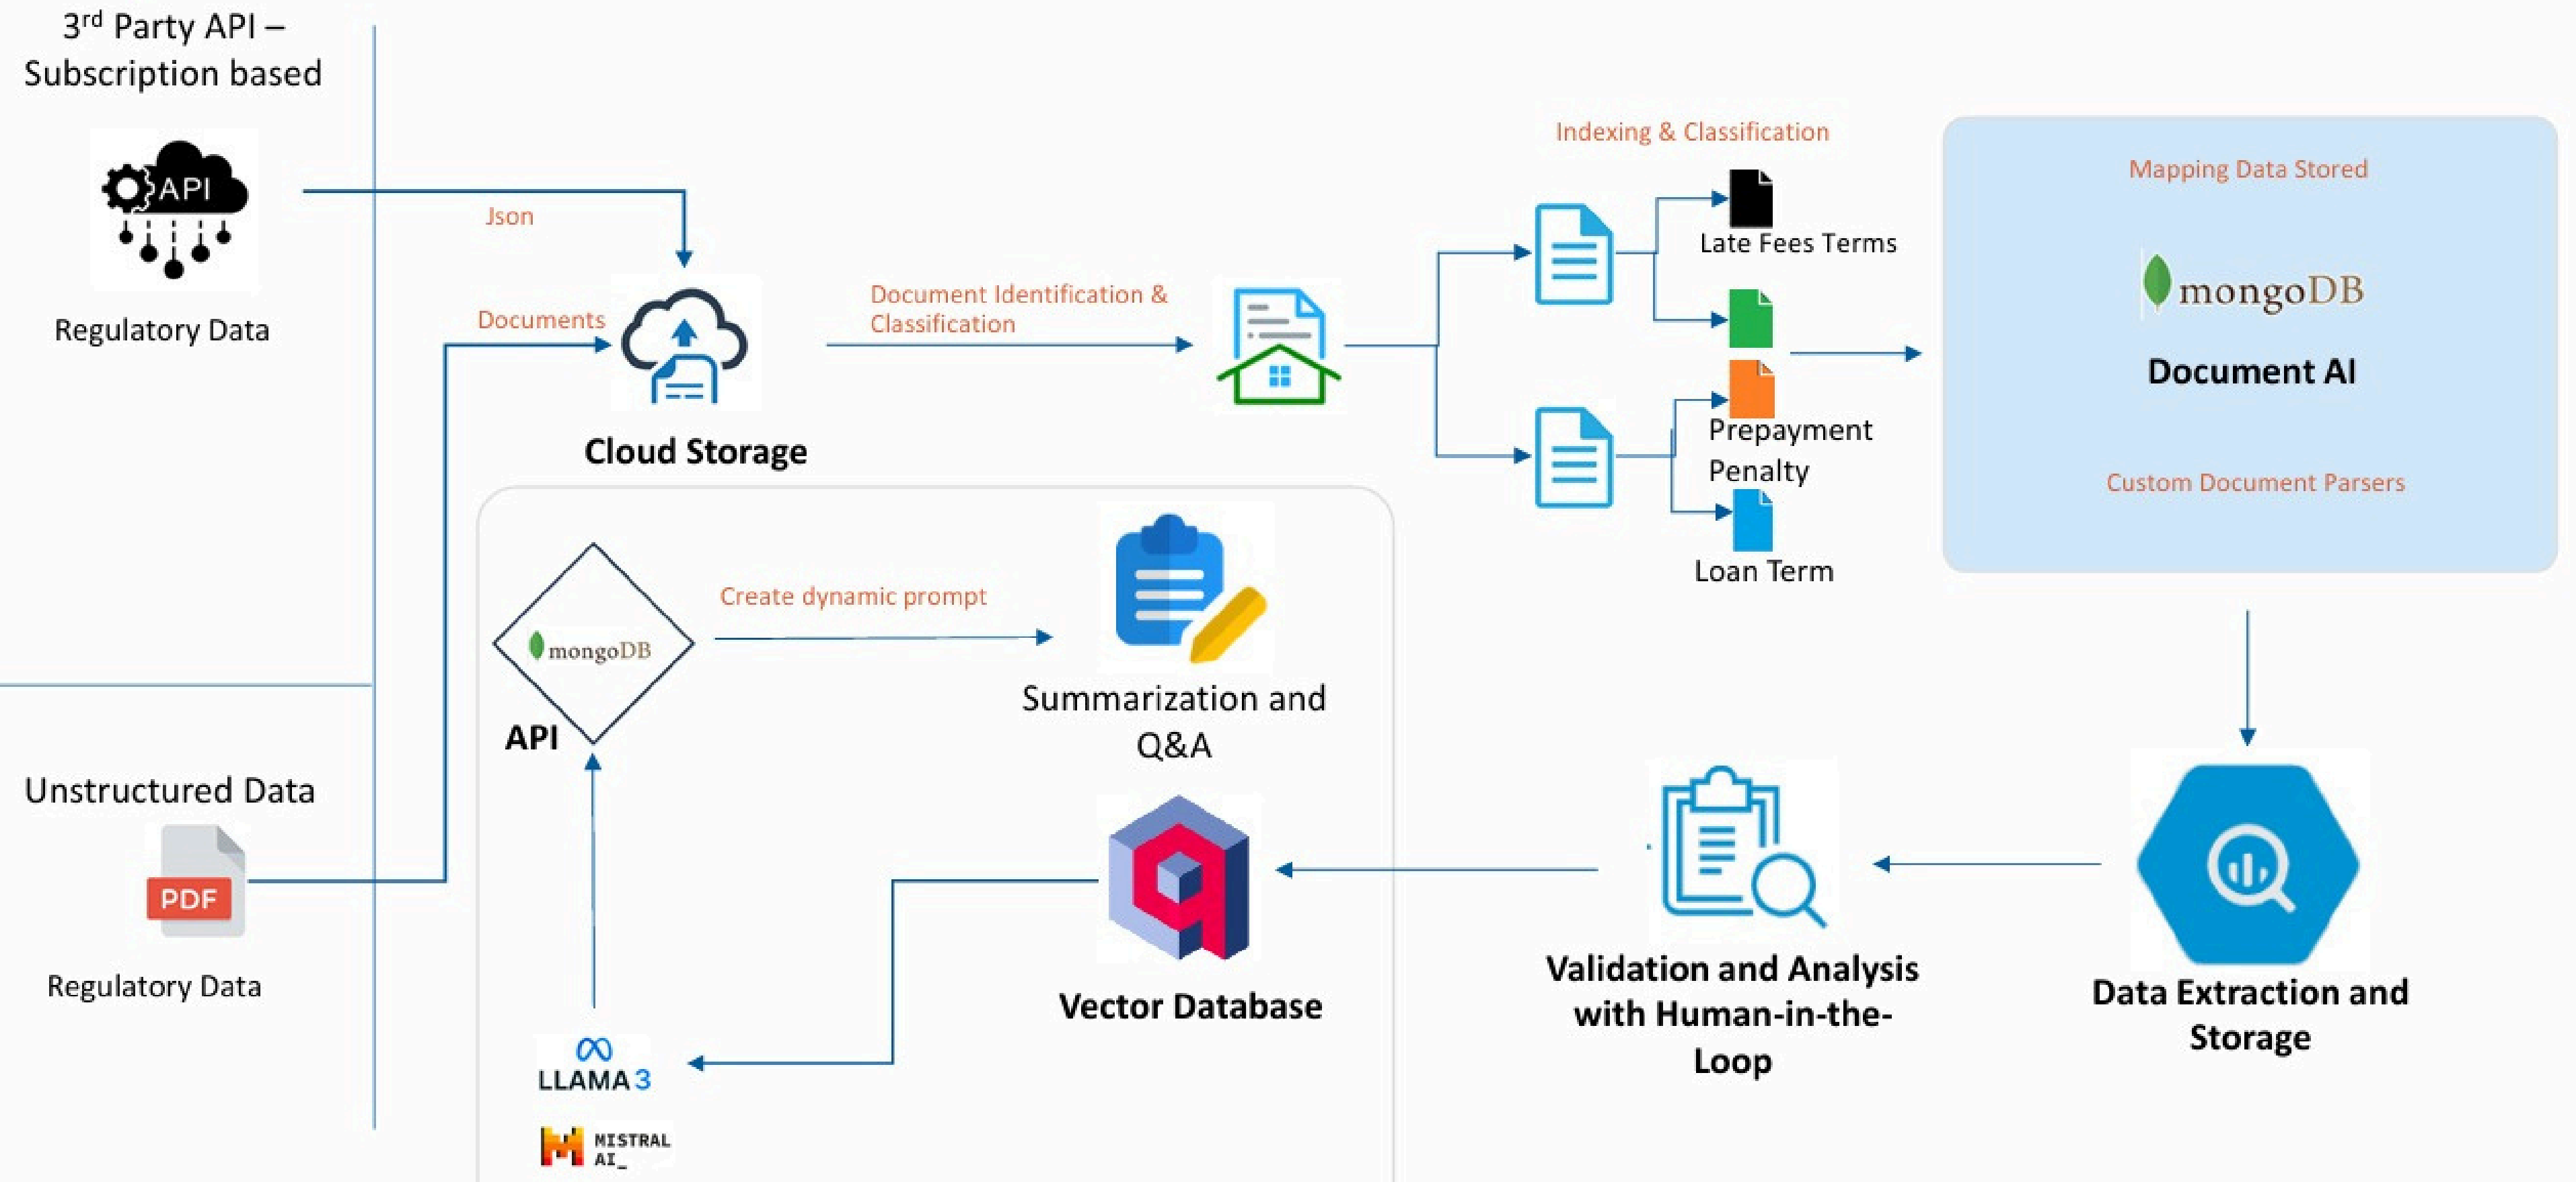 3rd Party API –
Subscription based
API
Regulatory Data
Json
Documents
Cloud Storage
Document Identification &
Classification
Indexing & Classification
Late Fees Terms
Prepayment
Penalty
Loan Term
Mapping Data Stored
mongoDB
Document AI
Custom Document Parsers
mongoDB
API
Create dynamic prompt
Summarization and
Q&A
Unstructured Data
PDF
Regulatory Data
Vector Database
LLAMA 3
MISTRAL
AI_
Validation and Analysis
with Human-in-the-
Loop
Data Extraction and
Storage